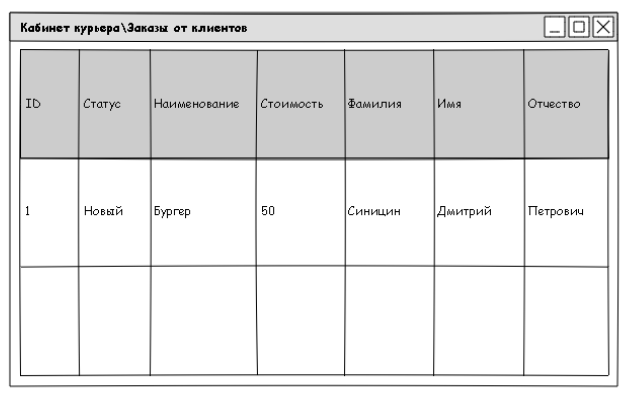 Кабинет курьера\Заказы от клиентов
ID Статус Наименование Стоимость Фамилия Имя Отчество
1 Новый Бургер 50 Синицин Дмитрий Петрович